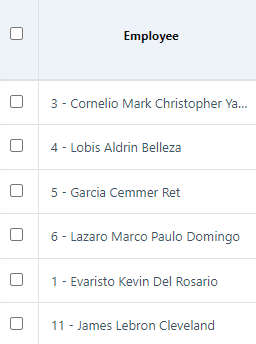 Employee
3 - Cornelio Mark Christopher Ya...
4 - Lobis Aldrin Belleza
5 - Garcia Cemmer Ret
6 - Lazaro Marco Paulo Domingo
1 - Evaristo Kevin Del Rosario
11 - James Lebron Cleveland